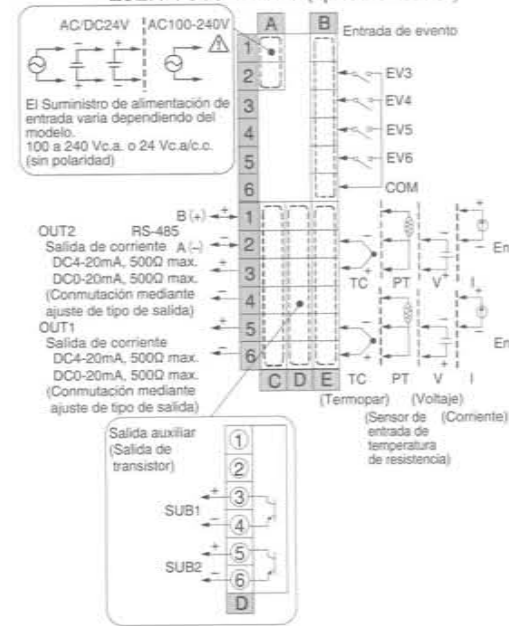 AC/DC24V
AC100-240V
El Suministro de alimentación de
entrada varia dependiendo del
modelo.
100 a 240 Vc.a. o 24 Vc.a/c.c.
(sin polaridad)
A
B
Entrada de evento
1
2
3
4
5
6
EV3
EV4
EV5
EV6
COM
B(+)
OUT2 RS-485
Salida de corriente A(−)
DC4-20mA, 500Ω max.
DC0-20mA, 500Ω max.
(Conmutación mediante
ajuste de tipo de salida)
OUT1
Salida de corriente
DC4-20mA, 500Ω max.
DC0-20mA, 500Ω max.
(Conmutación mediante
ajuste de tipo de salida)
1
2
3
4
5
6
C D E
TC PT V I
En
TC PT V I
En
(Termopar) (Voltaje)
(Sensor de (Corriente)
entrada de
temperatura
de resistencia)
Salida auxiliar
(Salida de
transistor)
1
2
3
4
5
6
SUB1
SUB2
D